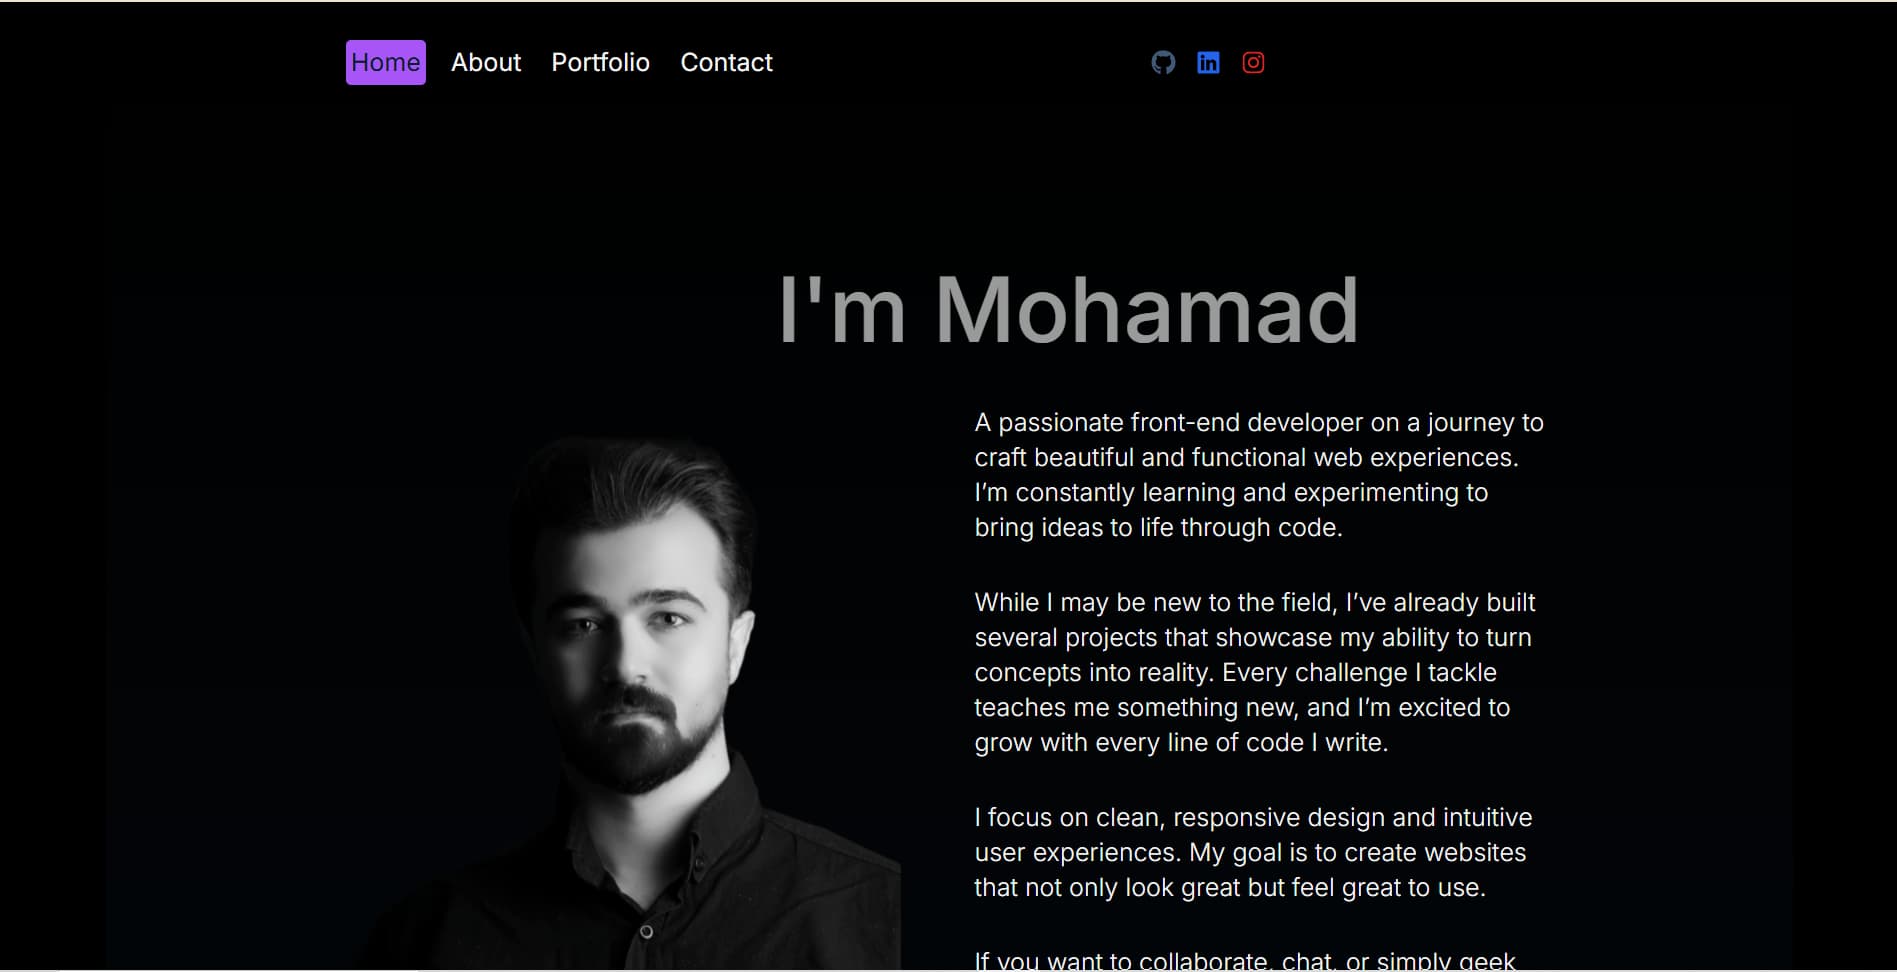 Home About Portfolio Contact
in
I'm Mohamad
A passionate front-end developer on a journey to
craft beautiful and functional web experiences.
I’m constantly learning and experimenting to
bring ideas to life through code.
While I may be new to the field, I’ve already built
several projects that showcase my ability to turn
concepts into reality. Every challenge I tackle
teaches me something new, and I’m excited to
grow with every line of code I write.
I focus on clean, responsive design and intuitive
user experiences. My goal is to create websites
that not only look great but feel great to use.
If you want to collaborate, chat, or simply geek